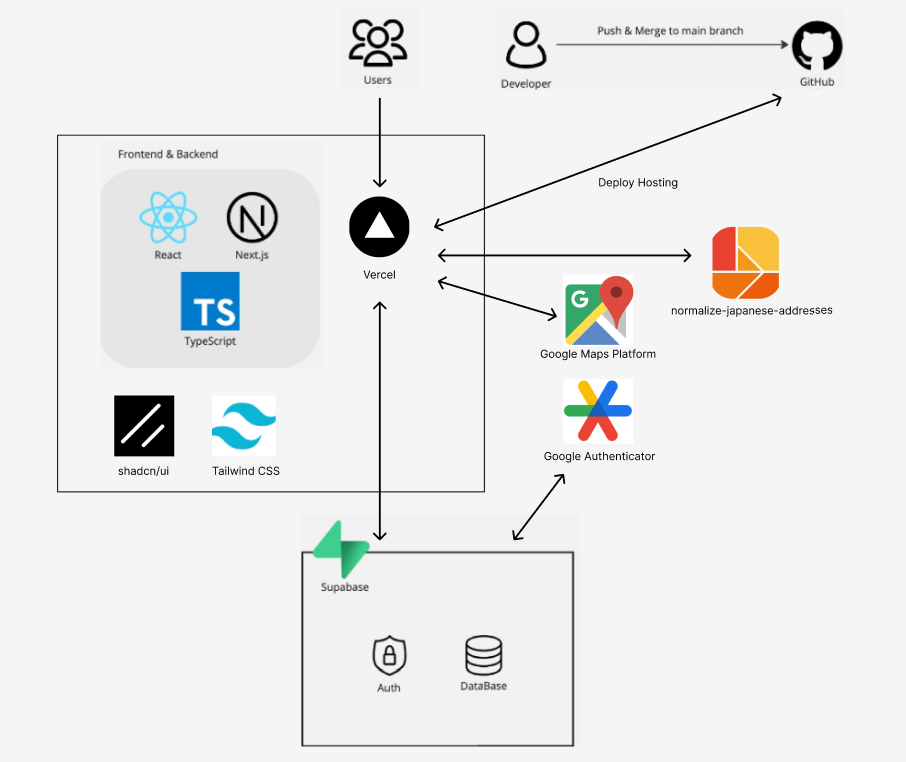 Users
Developer
Push & Merge to main branch
GitHub
Frontend & Backend
React
Next.js
TS
TypeScript
Vercel
Deploy Hosting
normalize-japanese-addresses
G
Google Maps Platform
shadcn/ui
Tailwind CSS
Google Authenticator
Supabase
Auth
DataBase